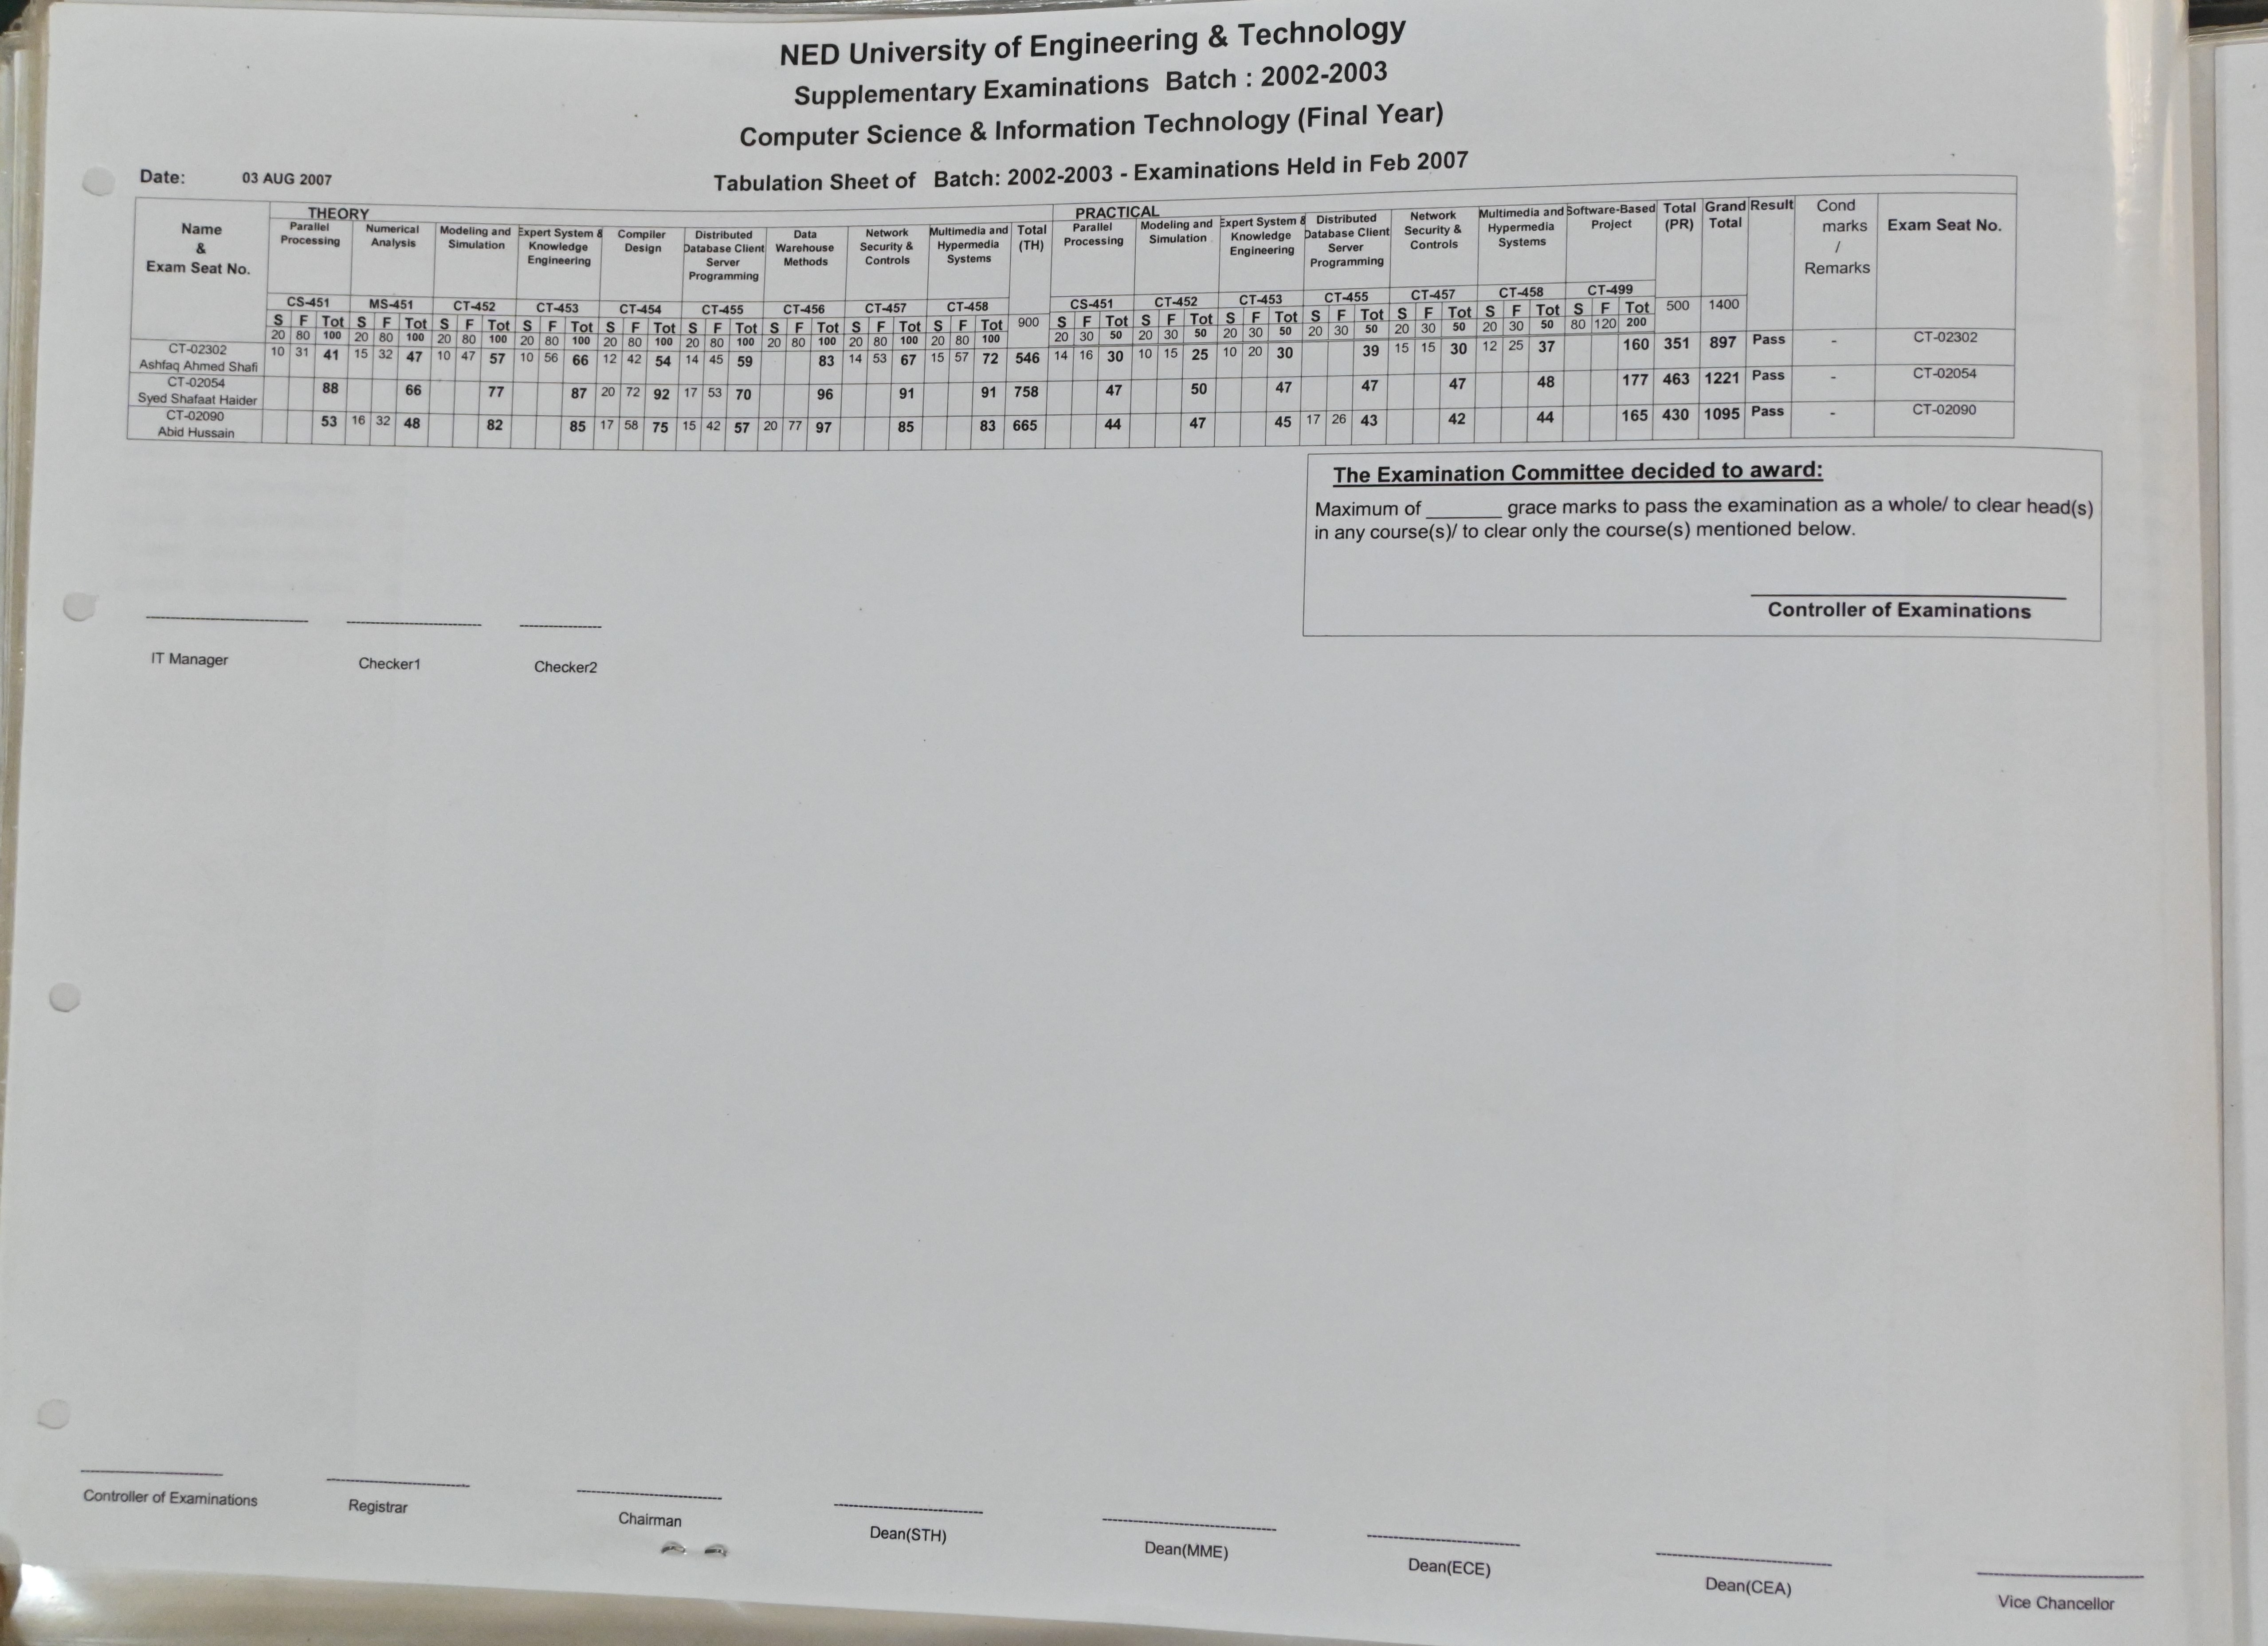 NED University of Engineering & Technology
Supplementary Examinations Batch : 2002-2003
Computer Science & Information Technology (Final Year)
Date: 03 AUG 2007
Tabulation Sheet of Batch: 2002-2003 - Examinations Held in Feb 2007
Name & Exam Seat No.
THEORY
Parallel Processing CS-451 S F Tot 20 80 100
Numerical Analysis MS-451 S F Tot 20 80 100
Modeling and Simulation CT-452 S F Tot 20 80 100
Expert System & Knowledge Engineering CT-453 S F Tot 20 80 100
Compiler Design CT-454 S F Tot 20 80 100
Distributed Database Client Server Programming CT-455 S F Tot 20 80 100
Data Warehouse Methods CT-456 S F Tot 20 80 100
Network Security & Controls CT-457 S F Tot 20 80 100
Multimedia and Hypermedia Systems CT-458 S F Tot 20 80 100
Total (TH) 900
PRACTICAL
Parallel Processing CS-451 S F Tot 20 30 50
Modeling and Simulation CT-452 S F Tot 20 30 50
Expert System & Knowledge Engineering CT-453 S F Tot 20 30 50
Distributed Database Client Server Programming CT-455 S F Tot 20 30 50
Network Security & Controls CT-457 S F Tot 20 30 50
Multimedia and Hypermedia Systems CT-458 S F Tot 20 30 50
Software-Based Project CT-499 S F Tot 80 120 200
Total (PR) 500
Grand Total 1400
Result
Cond marks / Remarks
Exam Seat No.
CT-02302 10 31 41 15 32 47 10 47 57 10 56 66 12 42 54 14 45 59 83 14 53 67 15 57 72 546 14 16 30 10 15 25 10 20 30 39 15 15 30 12 25 37 160 351 897 Pass - CT-02302
Ashfaq Ahmed Shafi
CT-02054 88 66 77 87 20 72 92 17 53 70 96 91 91 758 47 50 47 47 47 48 177 463 1221 Pass - CT-02054
Syed Shafaat Haider
CT-02090 53 16 32 48 82 85 17 58 75 15 42 57 20 77 97 85 83 665 44 47 45 17 26 43 42 44 165 430 1095 Pass - CT-02090
Abid Hussain
The Examination Committee decided to award:
Maximum of _______ grace marks to pass the examination as a whole/ to clear head(s)
in any course(s)/ to clear only the course(s) mentioned below.
Controller of Examinations
IT Manager Checker1 Checker2
Controller of Examinations Registrar Chairman Dean(STH) Dean(MME) Dean(ECE) Dean(CEA) Vice Chancellor